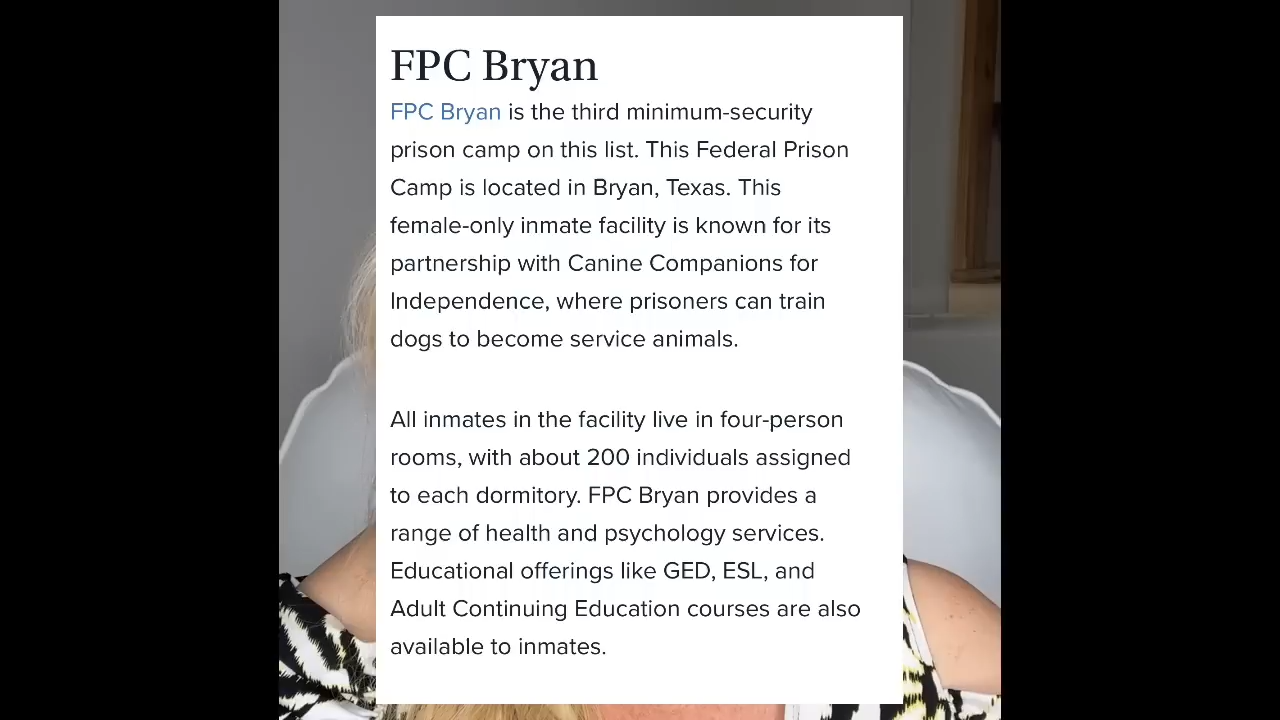 FPC Bryan
FPC Bryan is the third minimum-security
prison camp on this list. This Federal Prison
Camp is located in Bryan, Texas. This
female-only inmate facility is known for its
partnership with Canine Companions for
Independence, where prisoners can train
dogs to become service animals.
All inmates in the facility live in four-person
rooms, with about 200 individuals assigned
to each dormitory. FPC Bryan provides a
range of health and psychology services.
Educational offerings like GED, ESL, and
Adult Continuing Education courses are also
available to inmates.